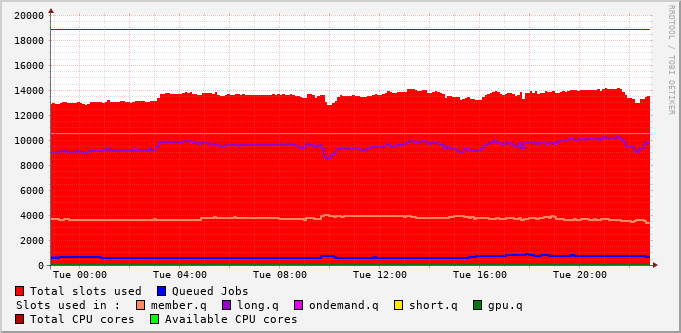 20000
18000
16000
14000
12000
10000
8000
6000
4000
2000
0
Tue 00:00 Tue 04:00 Tue 08:00 Tue 12:00 Tue 16:00 Tue 20:00
Total slots used Queued Jobs
Slots used in : member.q long.q ondemand.q short.q gpu.q
Total CPU cores Available CPU cores
RRDTOOL / TOBI OETIKER